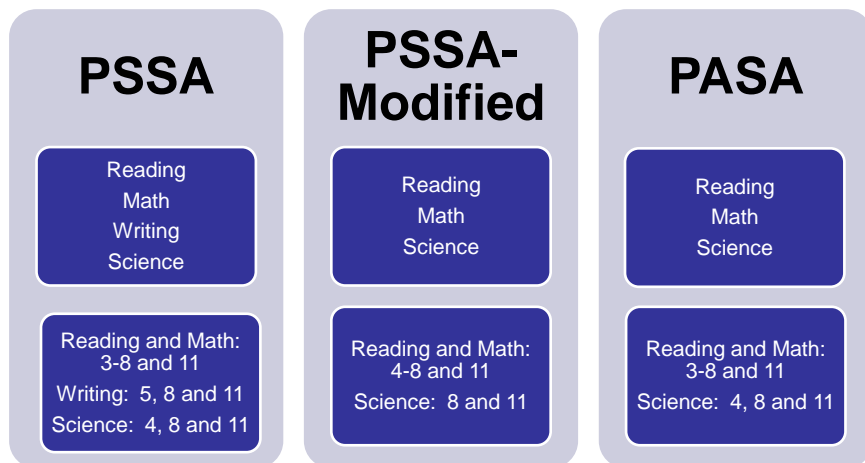 PSSA
Reading
Math
Writing
Science
Reading and Math:
3-8 and 11
Writing:  5, 8 and 11
Science:  4, 8 and 11
PSSA-
Modified
Reading
Math
Science
Reading and Math:
4-8 and 11
Science:  8 and 11
PASA
Reading
Math
Science
Reading and Math:
3-8 and 11
Science:  4, 8 and 11